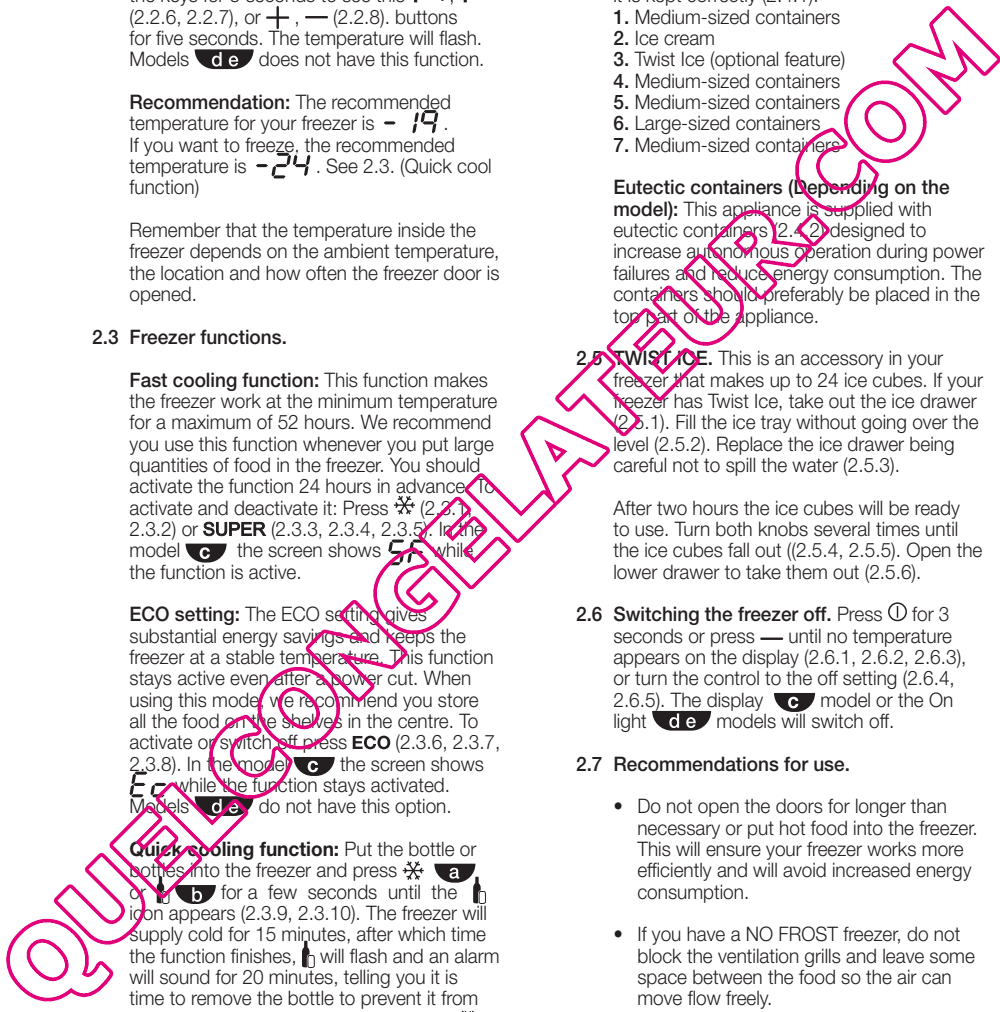 (2.2.6, 2.2.7), or + , — (2.2.8). buttons
for five seconds. The temperature will flash.
Models d e does not have this function.
Recommendation: The recommended
temperature for your freezer is - 19 .
If you want to freeze, the recommended
temperature is -24 . See 2.3. (Quick cool
function)
Remember that the temperature inside the
freezer depends on the ambient temperature,
the location and how often the freezer door is
opened.
2.3 Freezer functions.
Fast cooling function: This function makes
the freezer work at the minimum temperature
for a maximum of 52 hours. We recommend
you use this function whenever you put large
quantities of food in the freezer. You should
activate the function 24 hours in advance. To
activate and deactivate it: Press ❄ (2.3.1,
2.3.2) or SUPER (2.3.3, 2.3.4, 2.3.5). In the
model c the screen shows SF while
the function is active.
ECO setting: The ECO setting gives
substantial energy savings and keeps the
freezer at a stable temperature. This function
stays active even after a power cut. When
using this mode, we recommend you store
all the food on the shelves in the centre. To
activate or switch off press ECO (2.3.6, 2.3.7,
2.3.8). In the model c the screen shows
Ec while the function stays activated.
Models d e do not have this option.
Quick cooling function: Put the bottle or
bottles into the freezer and press ❄ a
or b for a few seconds until the
icon appears (2.3.9, 2.3.10). The freezer will
supply cold for 15 minutes, after which time
the function finishes, will flash and an alarm
will sound for 20 minutes, telling you it is
time to remove the bottle to prevent it from
1. Medium-sized containers
2. Ice cream
3. Twist Ice (optional feature)
4. Medium-sized containers
5. Medium-sized containers
6. Large-sized containers
7. Medium-sized containers
Eutectic containers (Depending on the
model): This appliance is supplied with
eutectic containers (2.4.2) designed to
increase autonomous operation during power
failures and reduce energy consumption. The
containers should preferably be placed in the
top part of the appliance.
2.5 TWIST ICE. This is an accessory in your
freezer that makes up to 24 ice cubes. If your
freezer has Twist Ice, take out the ice drawer
(2.5.1). Fill the ice tray without going over the
level (2.5.2). Replace the ice drawer being
careful not to spill the water (2.5.3).
After two hours the ice cubes will be ready
to use. Turn both knobs several times until
the ice cubes fall out ((2.5.4, 2.5.5). Open the
lower drawer to take them out (2.5.6).
2.6 Switching the freezer off. Press ⏼ for 3
seconds or press — until no temperature
appears on the display (2.6.1, 2.6.2, 2.6.3),
or turn the control to the off setting (2.6.4,
2.6.5). The display c model or the On
light d e models will switch off.
2.7 Recommendations for use.
• Do not open the doors for longer than
necessary or put hot food into the freezer.
This will ensure your freezer works more
efficiently and will avoid increased energy
consumption.
• If you have a NO FROST freezer, do not
block the ventilation grills and leave some
space between the food so the air can
move flow freely.
QUELCONGELATEUR.COM